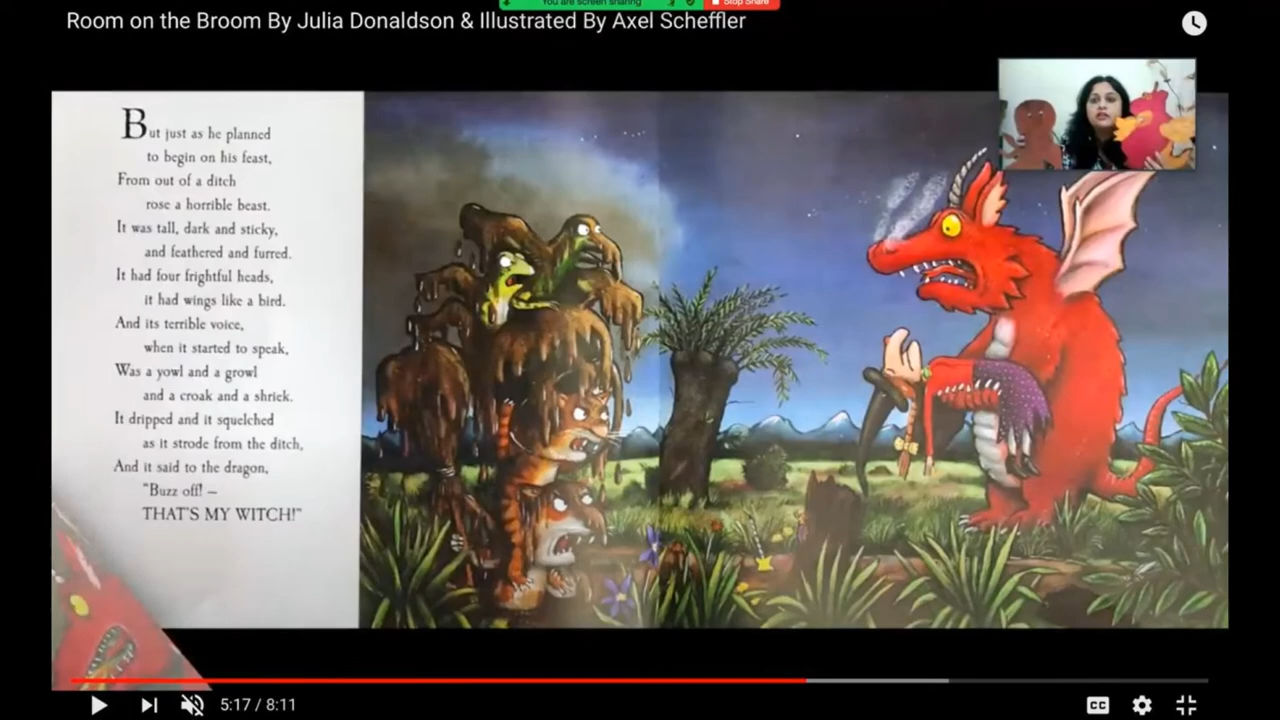 You are screen sharing
Stop Share
Room on the Broom By Julia Donaldson & Illustrated By Axel Scheffler
But just as he planned
to begin on his feast,
From out of a ditch
rose a horrible beast.
It was tall, dark and sticky,
and feathered and furred.
It had four frightful heads,
it had wings like a bird.
And its terrible voice,
when it started to speak,
Was a yowl and a growl
and a croak and a shriek.
It dripped and it squelched
as it strode from the ditch,
And it said to the dragon,
"Buzz off! –
THAT'S MY WITCH!"
5:17 / 8:11
CC